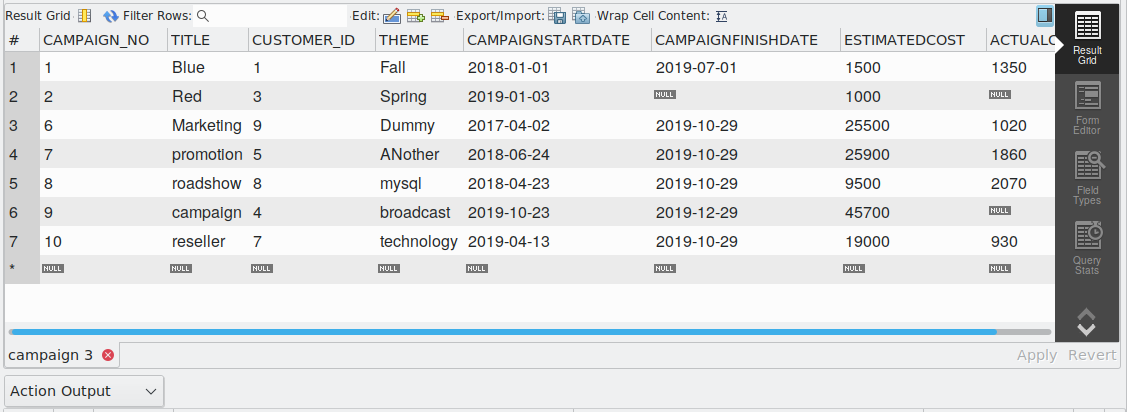 Result Grid Filter Rows: Edit: Export/Import: Wrap Cell Content:
# CAMPAIGN_NO TITLE CUSTOMER_ID THEME CAMPAIGNSTARTDATE CAMPAIGNFINISHDATE ESTIMATEDCOST ACTUALC
1 1 Blue 1 Fall 2018-01-01 2019-07-01 1500 1350
2 2 Red 3 Spring 2019-01-03 NULL 1000 NULL
3 6 Marketing 9 Dummy 2017-04-02 2019-10-29 25500 1020
4 7 promotion 5 ANother 2018-06-24 2019-10-29 25900 1860
5 8 roadshow 8 mysql 2018-04-23 2019-10-29 9500 2070
6 9 campaign 4 broadcast 2019-10-23 2019-12-29 45700 NULL
7 10 reseller 7 technology 2019-04-13 2019-10-29 19000 930
* NULL NULL NULL NULL NULL NULL NULL NULL
Result
Grid
Form
Editor
Field
Types
Query
Stats
campaign 3 Apply Revert
Action Output